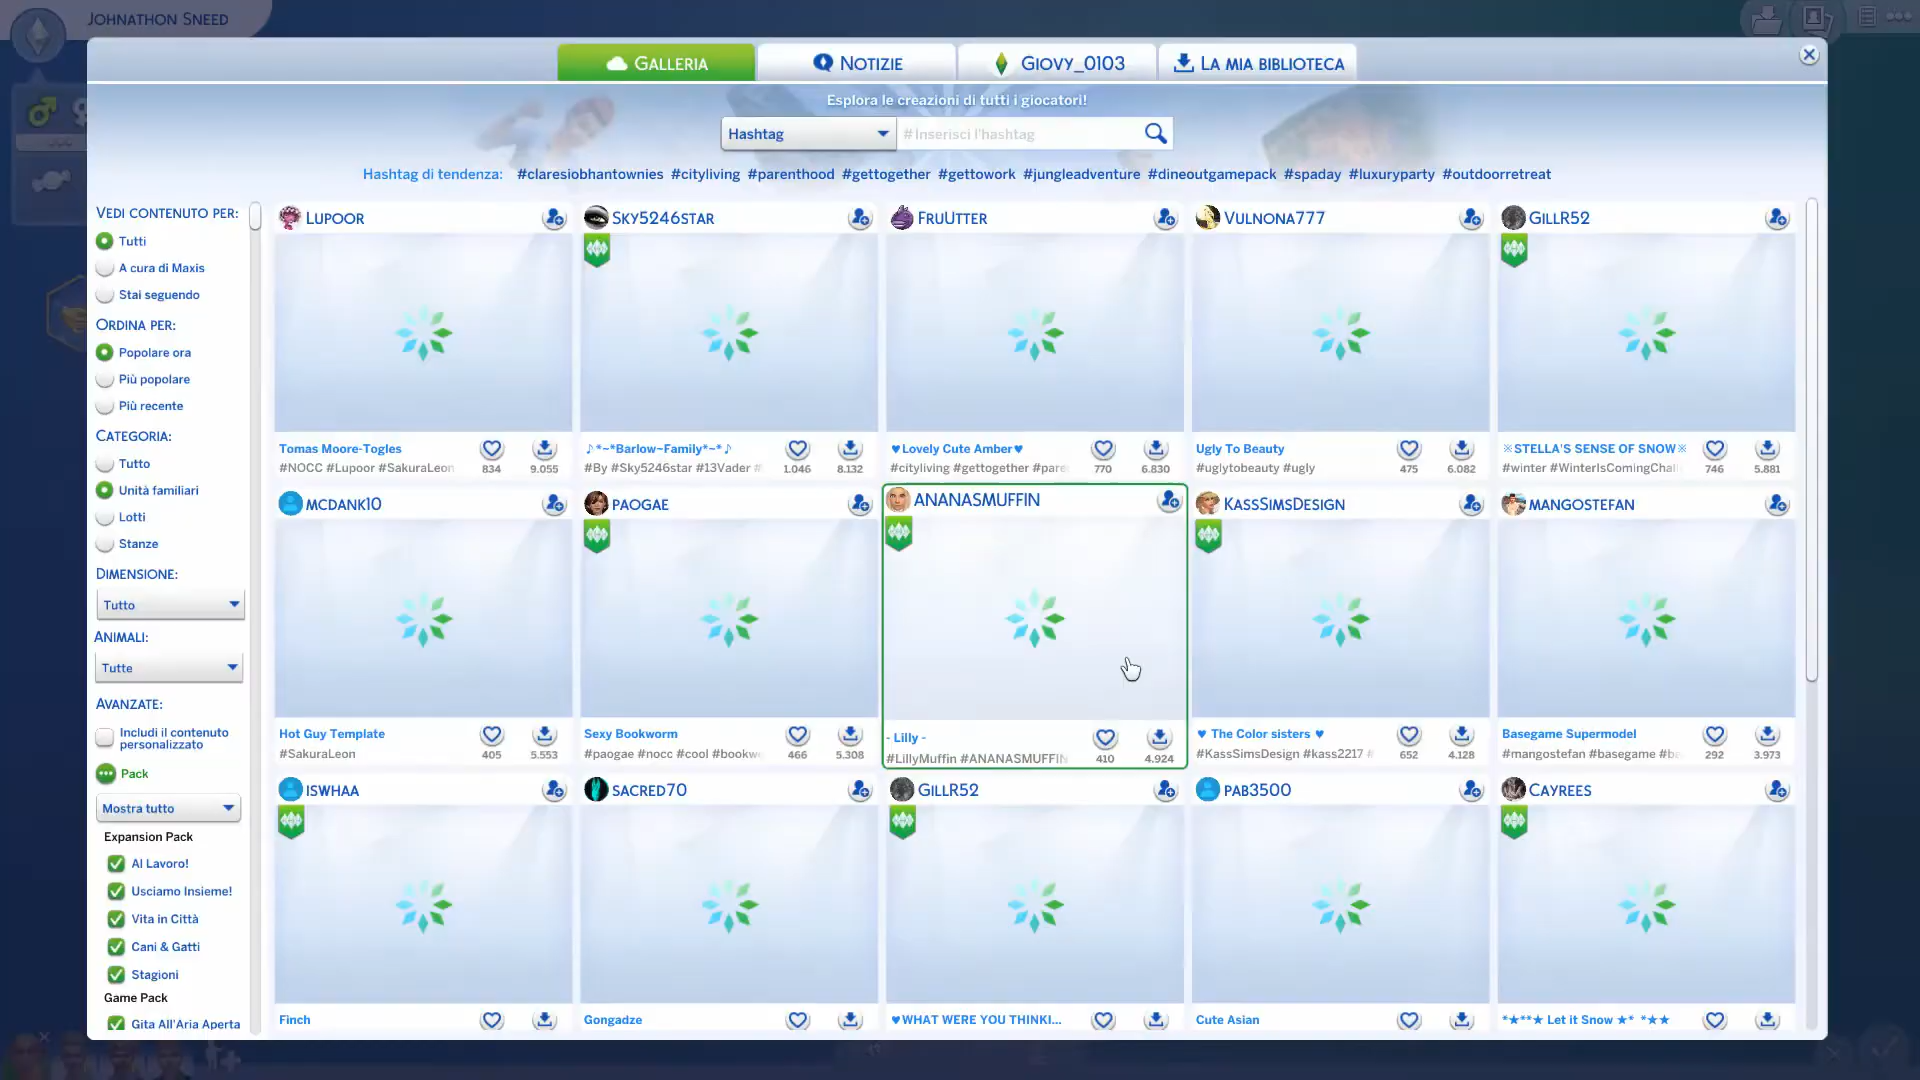 JOHNATHON SNEED
GALLERIA
NOTIZIE
GIOVY_0103
LA MIA BIBLIOTECA
Esplora le creazioni di tutti i giocatori!
Hashtag
#Inserisci l'hashtag
Hashtag di tendenza: #claresiobhantownies #cityliving #parenthood #gettogether #gettowork #jungleadventure #dineoutgamepack #spaday #luxuryparty #outdoorretreat
VEDI CONTENUTO PER:
Tutti
A cura di Maxis
Stai seguendo
ORDINA PER:
Popolare ora
Più popolare
Più recente
CATEGORIA:
Tutto
Unità familiari
Lotti
Stanze
DIMENSIONE:
Tutto
ANIMALI:
Tutte
AVANZATE:
Includi il contenuto
personalizzato
Pack
Mostra tutto
Expansion Pack
Al Lavoro!
Usciamo Insieme!
Vita in Città
Cani & Gatti
Stagioni
Game Pack
Gita All'Aria Aperta
LUPOOR
SKY5246STAR
FRUUTTER
VULNONA777
GILLR52
Tomas Moore-Togles
#NOCC #Lupoor #SakuraLeon
834
9.055
♪*~*Barlow~Family*~*♪
#By #Sky5246star #13Vader #
1.046
8.132
♥Lovely Cute Amber♥
#cityliving #gettogether #pare
770
6.830
Ugly To Beauty
#uglytobeauty #ugly
475
6.082
※STELLA'S SENSE OF SNOW※
#winter #WinterIsComingChal
746
5.881
MCDANK10
PAOGAE
ANANASMUFFIN
KASSSIMSDESIGN
MANGOSTEFAN
Hot Guy Template
#SakuraLeon
405
5.553
Sexy Bookworm
#paogae #nocc #cool #bookw
466
5.308
- Lilly -
#LillyMuffin #ANANASMUFFIN
410
4.924
♥ The Color sisters ♥
#KassSimsDesign #kass2217 #
652
4.128
Basegame Supermodel
#mangostefan #basegame #ba
292
3.973
ISWHAA
SACRED70
GILLR52
PAB3500
CAYREES
Finch
Gongadze
♥WHAT WERE YOU THINKI...
Cute Asian
*★**★ Let it Snow ★* *★★